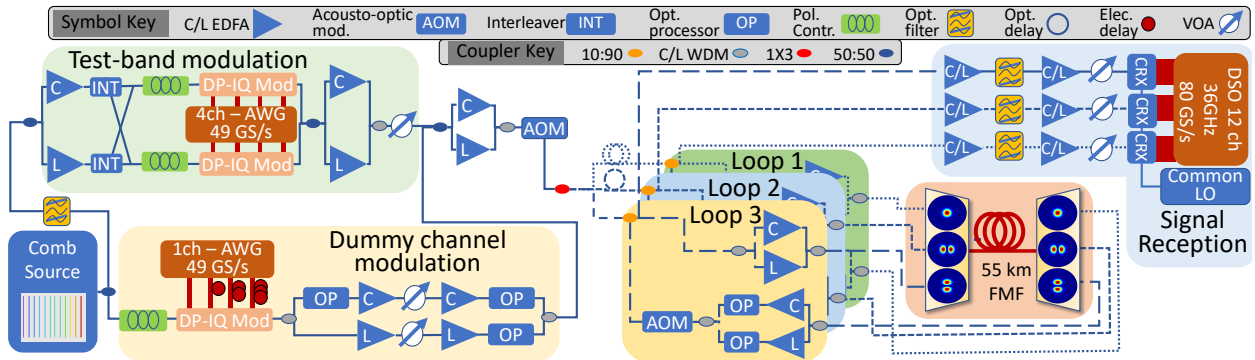 Symbol Key
C/L EDFA
Acousto-optic
mod.
AOM
Interleaver
INT
Opt.
processor
OP
Pol.
Contr.
Opt.
filter
Opt.
delay
Elec.
delay
VOA
Coupler Key
10:90
C/L WDM
1X3
50:50
Test-band modulation
C
INT
DP-IQ Mod
4ch – AWG
49 GS/s
L
INT
DP-IQ Mod
C
L
C
L
AOM
Comb
Source
Dummy channel
modulation
1ch – AWG
49 GS/s
DP-IQ Mod
OP
C
C
OP
L
L
OP
Loop 1
C
Loop 2
Loop 3
C
L
AOM
OP
C
OP
L
55 km
FMF
C/L
C/L
CRX
C/L
C/L
CRX
C/L
C/L
CRX
DSO 12 ch
36GHz
80 GS/s
Common
LO
Signal
Reception